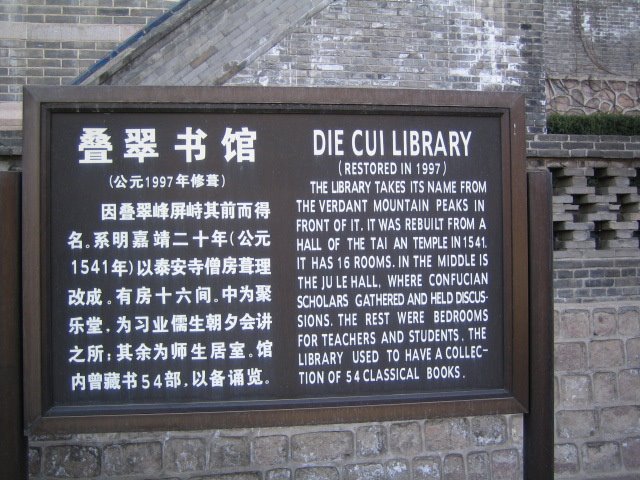 叠翠书馆
(公元1997年修葺)
因叠翠峰屏峙其前而得
名。系明嘉靖二十年(公元
1541年)以泰安寺僧房葺理
改成。有房十六间。中为聚
乐堂,为习业儒生朝夕会讲
之所;其余为师生居室。馆
内曾藏书54部,以备诵览。
DIE CUI LIBRARY
(RESTORED IN 1997)
THE LIBRARY TAKES ITS NAME FROM
THE VERDANT MOUNTAIN PEAKS IN
FRONT OF IT. IT WAS REBUILT FROM A
HALL OF THE TAI AN TEMPLE IN 1541.
IT HAS 16 ROOMS. IN THE MIDDLE IS
THE JU LE HALL, WHERE CONFUCIAN
SCHOLARS GATHERED AND HELD DISCUS-
SIONS. THE REST WERE BEDROOMS
FOR TEACHERS AND STUDENTS. THE
LIBRARY USED TO HAVE A COLLEC-
TION OF 54 CLASSICAL BOOKS.